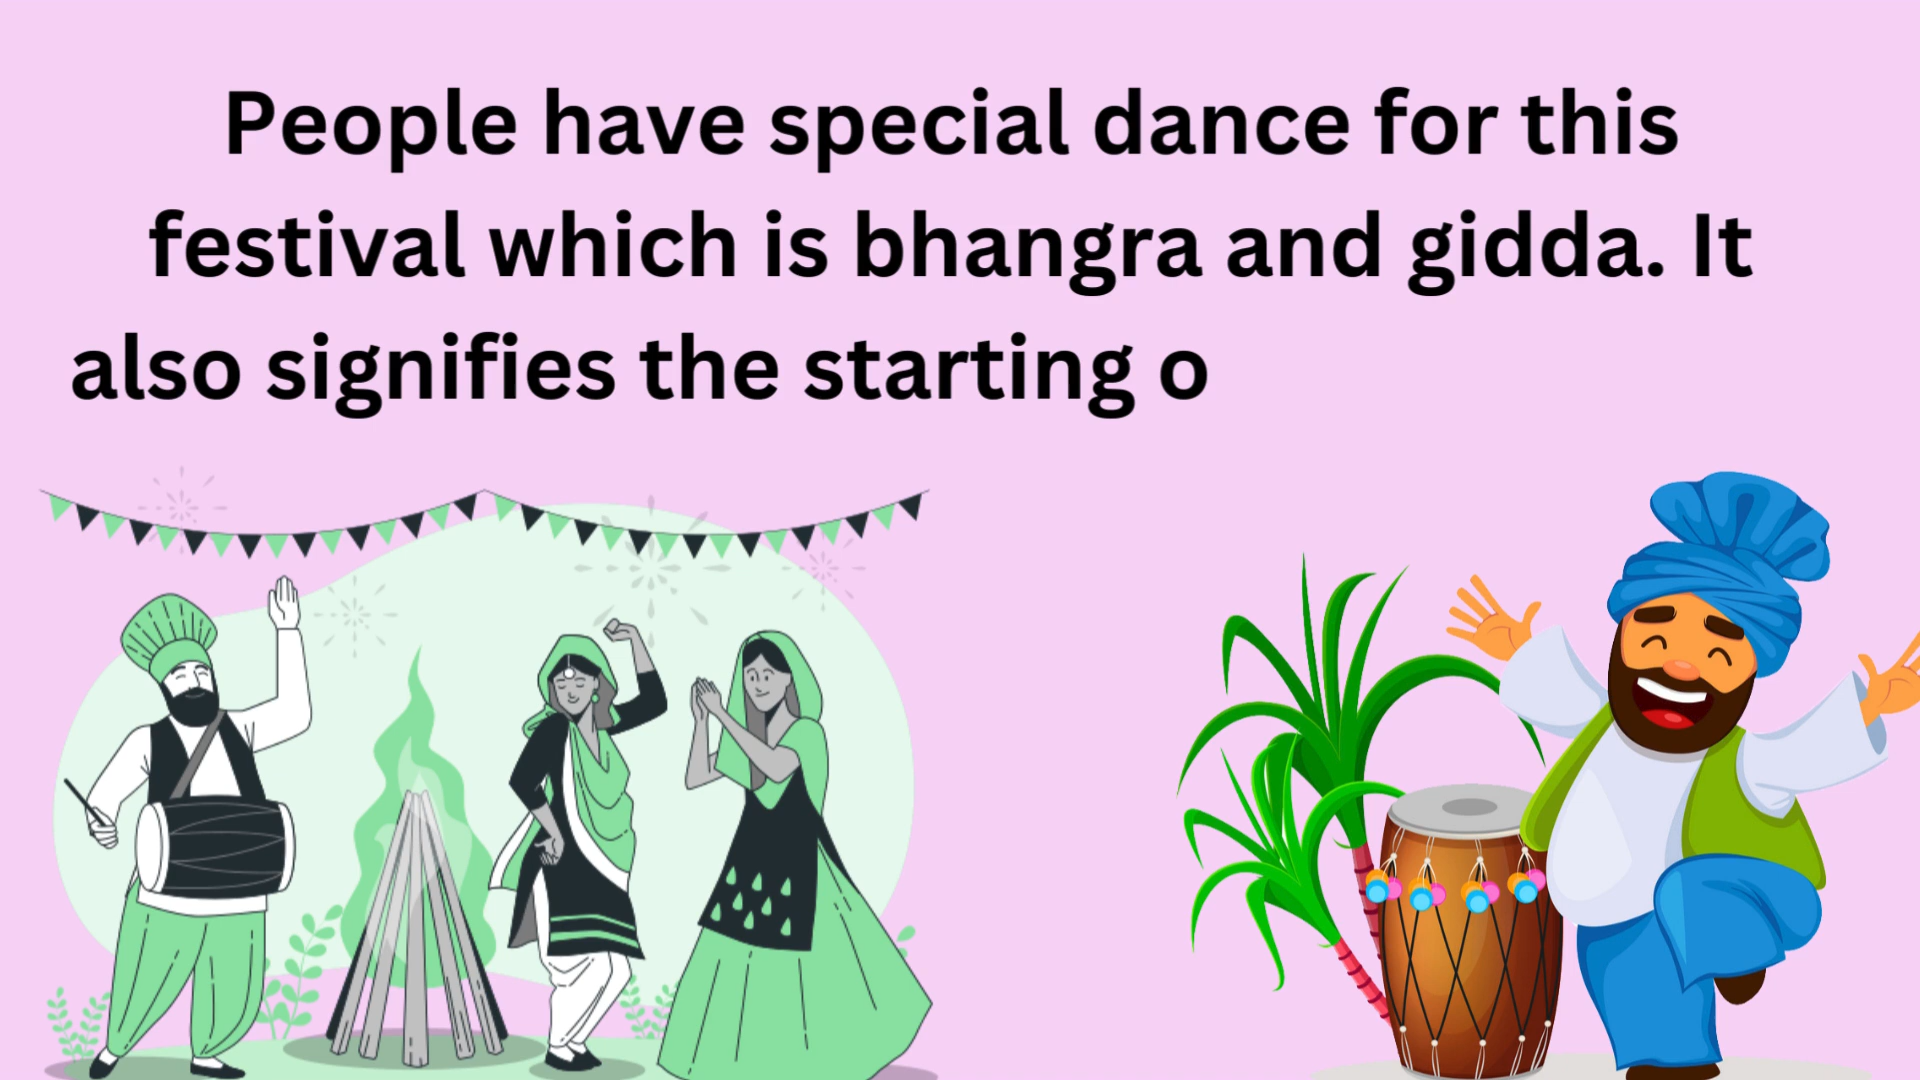 People have special dance for this
festival which is bhangra and gidda. It
also signifies the starting o